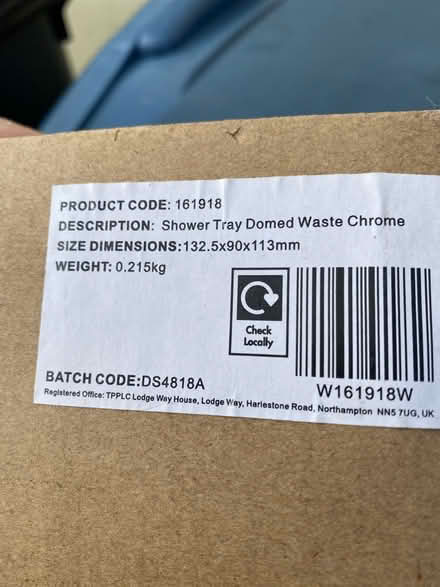 PRODUCT CODE: 161918
DESCRIPTION: Shower Tray Domed Waste Chrome
SIZE DIMENSIONS:132.5x90x113mm
WEIGHT: 0.215kg
Check
Locally
W161918W
BATCH CODE:DS4818A
Registered Office: TPPLC Lodge Way House, Lodge Way, Harlestone Road, Northampton NN5 7UG, UK